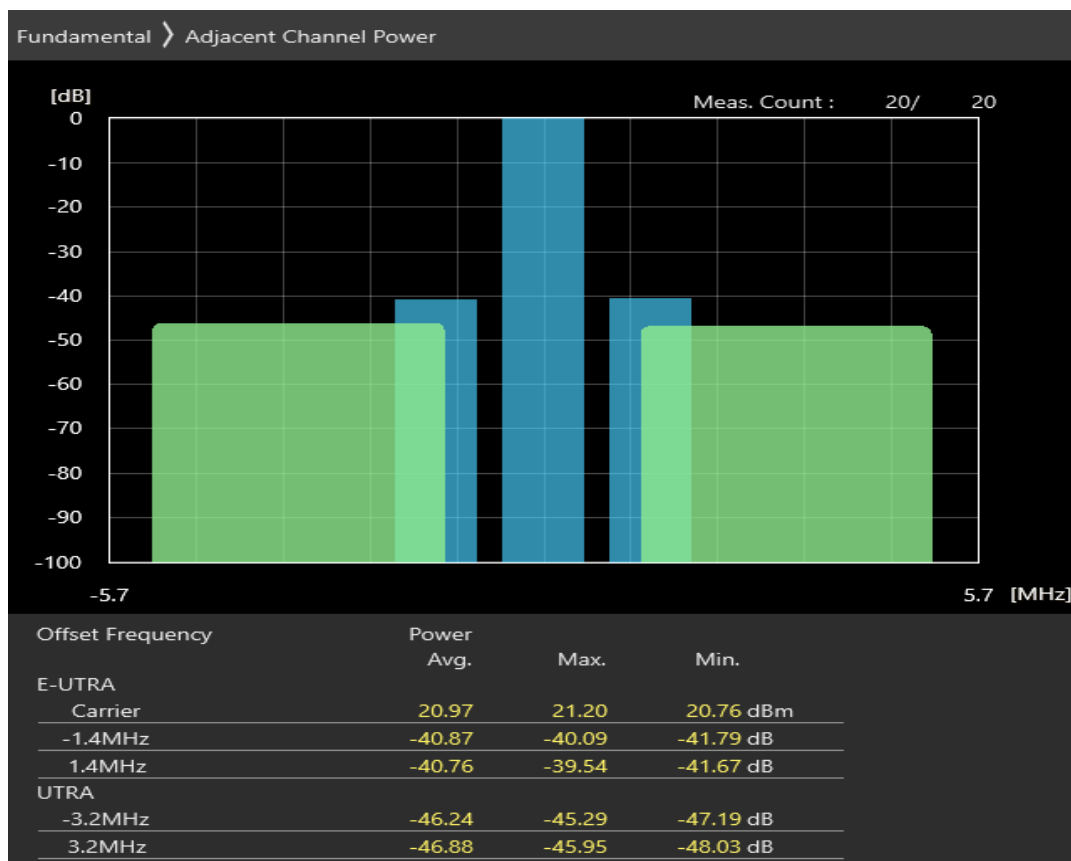 Fundamental 〉 Adjacent Channel Power
[dB]
Meas. Count : 20/ 20
0
-10
-20
-30
-40
-50
-60
-70
-80
-90
-100
-5.7 5.7 [MHz]
Offset Frequency Power
Avg. Max. Min.
E-UTRA
Carrier 20.97 21.20 20.76 dBm
-1.4MHz -40.87 -40.09 -41.79 dB
1.4MHz -40.76 -39.54 -41.67 dB
UTRA
-3.2MHz -46.24 -45.29 -47.19 dB
3.2MHz -46.88 -45.95 -48.03 dB